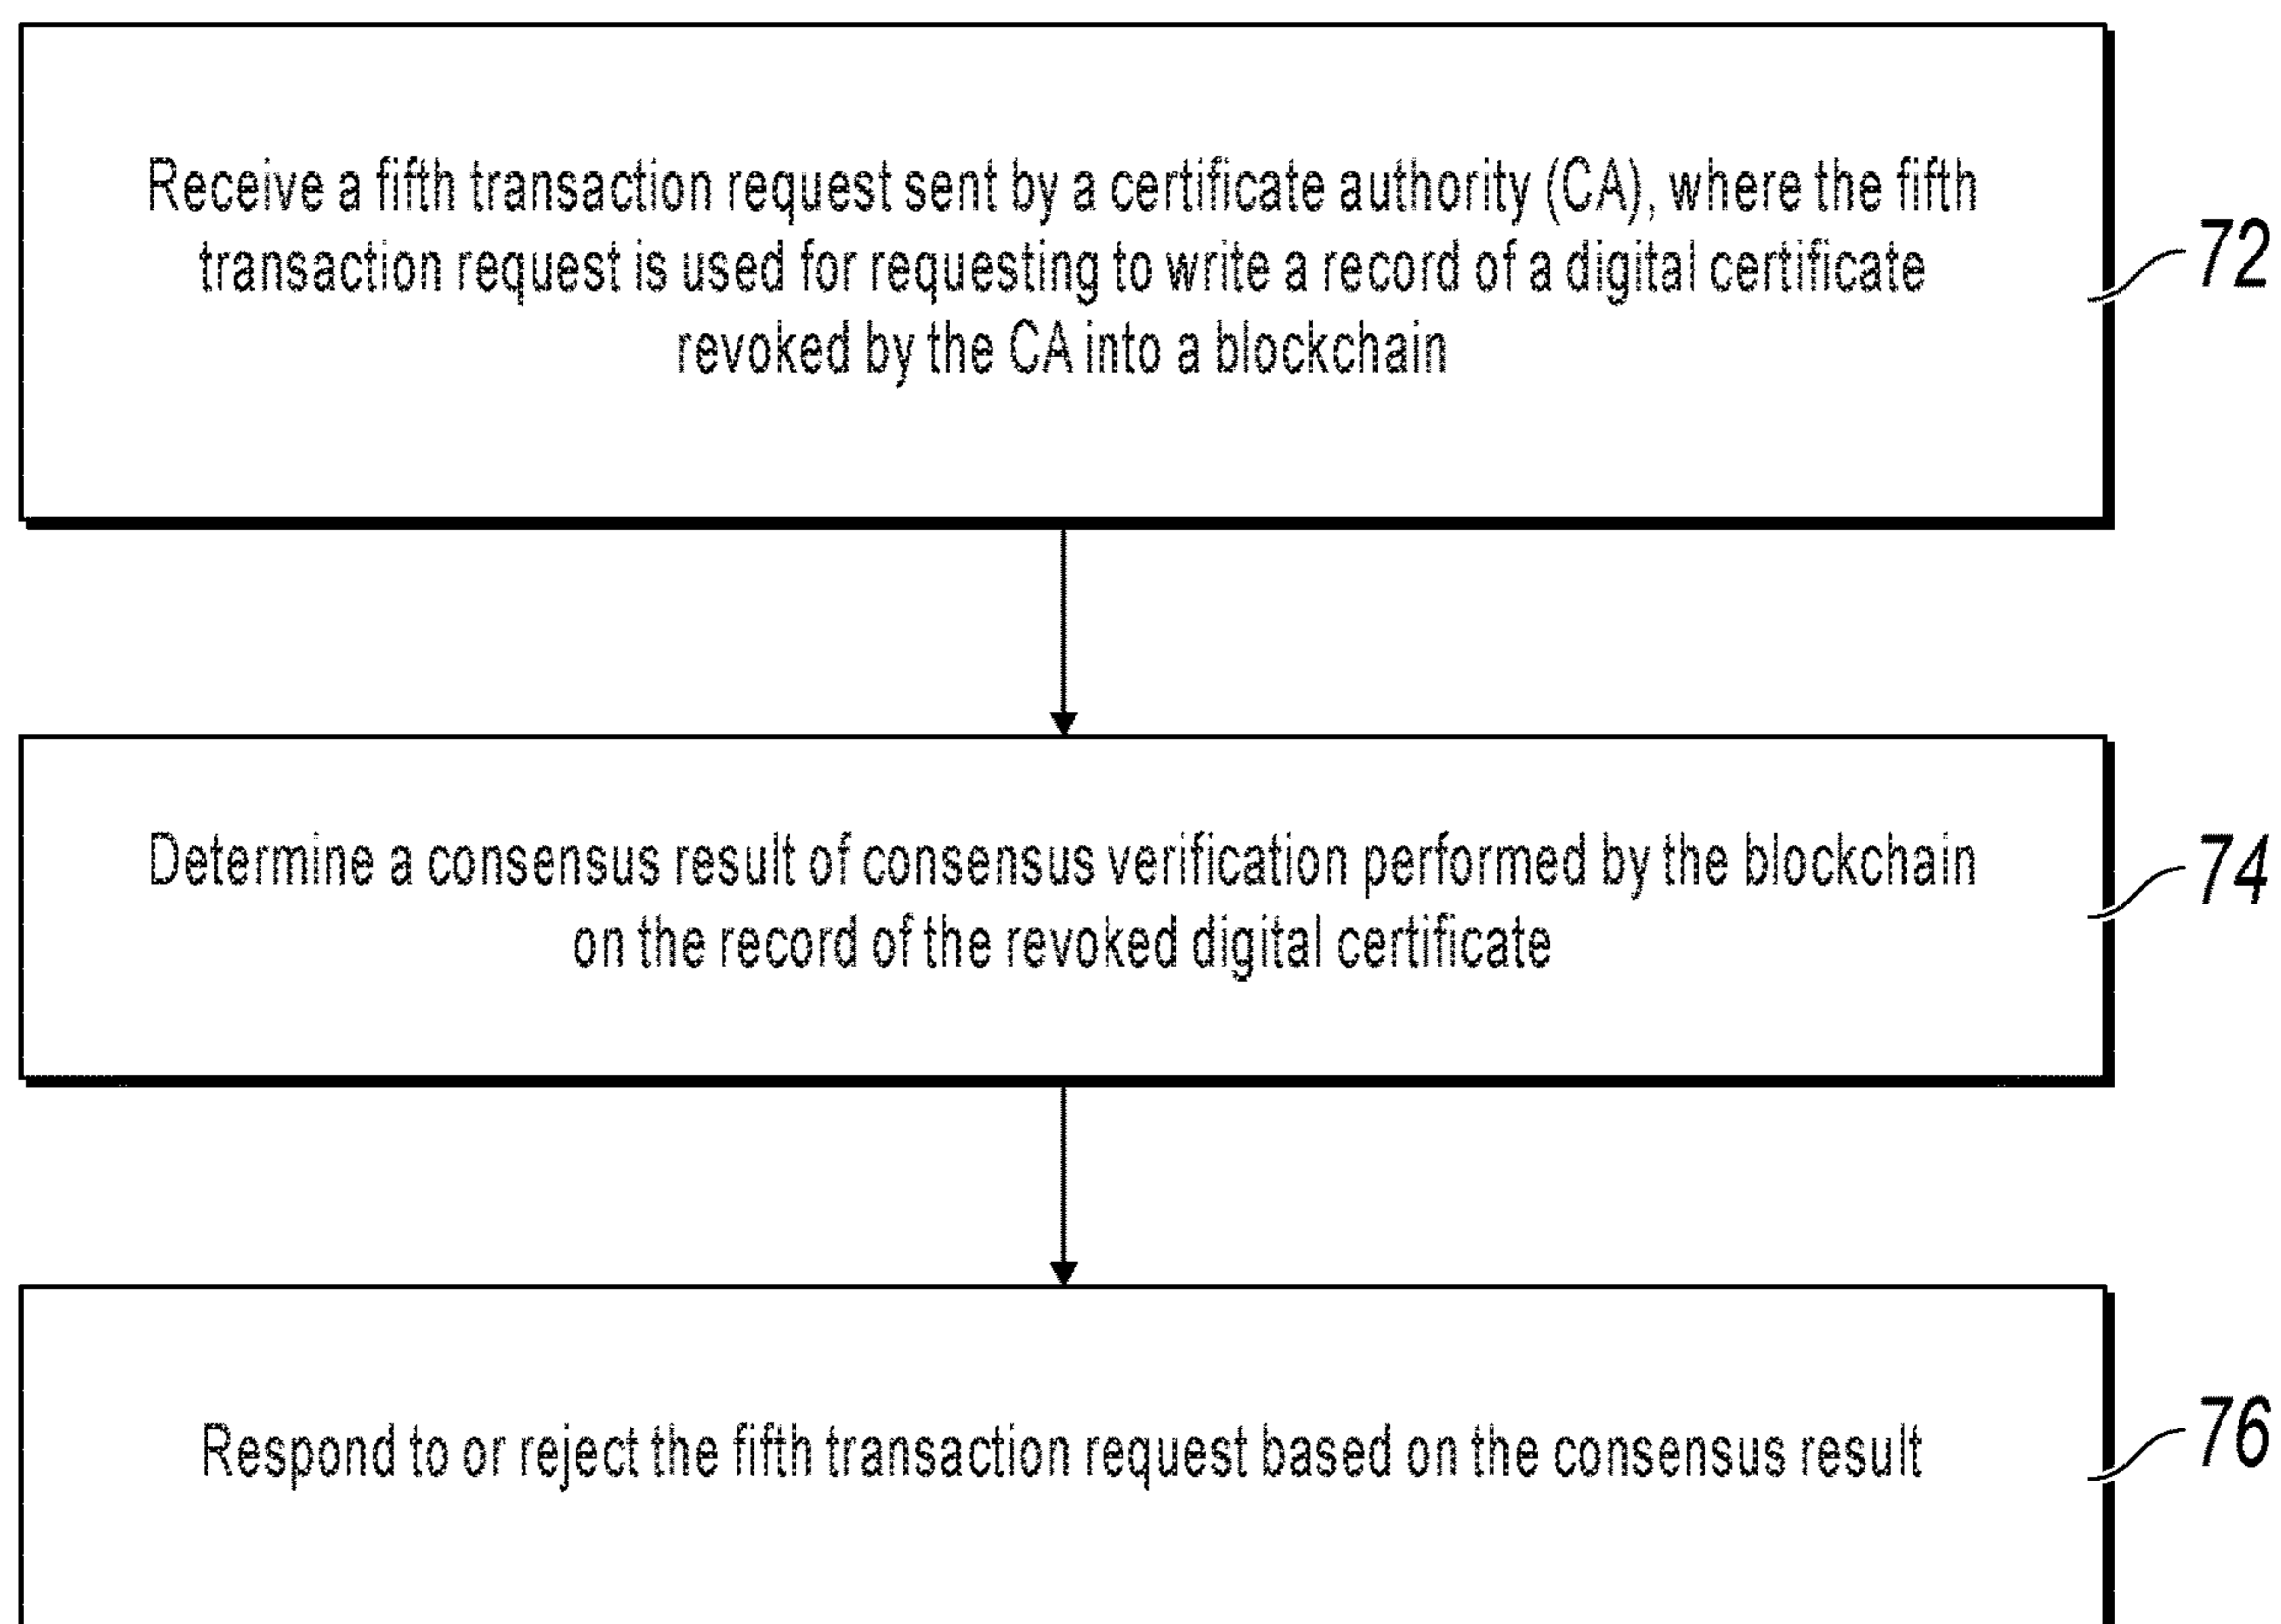 Receive a fifth transaction request sent by a certificate authority (CA), where the fifth
transaction request is used for requesting to write a record of a digital certificate
revoked by the CA into a blockchain
72
Determine a consensus result of consensus verification performed by the blockchain
on the record of the revoked digital certificate
74
Respond to or reject the fifth transaction request based on the consensus result
76